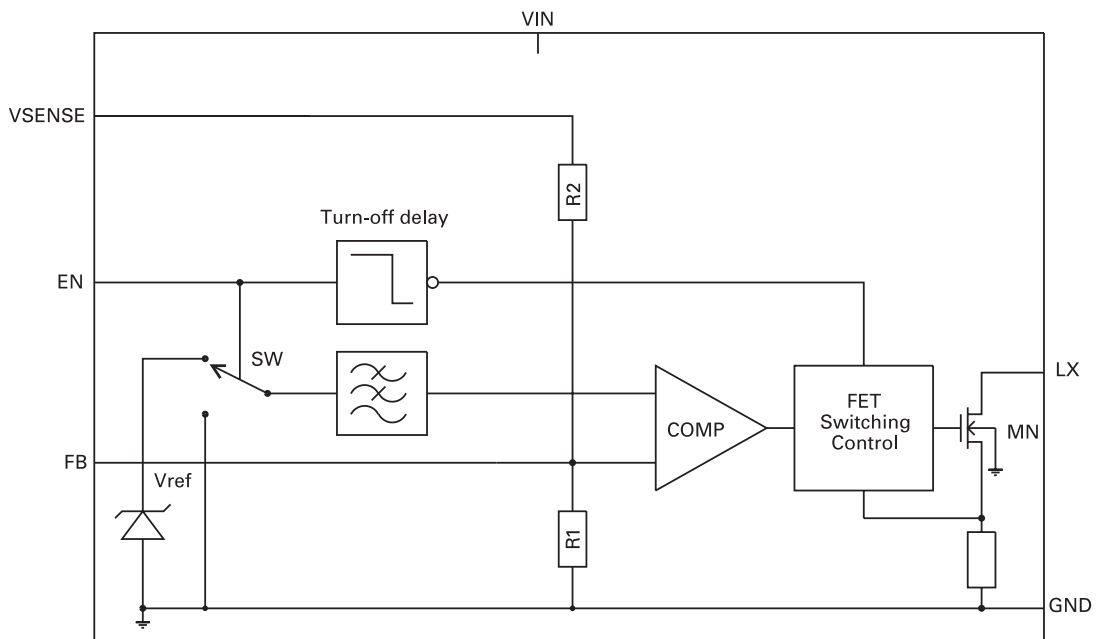 VIN
VSENSE
R2
Turn-off delay
EN
SW
LX
FET
Switching
Control
COMP
MN
FB
Vref
R1
GND